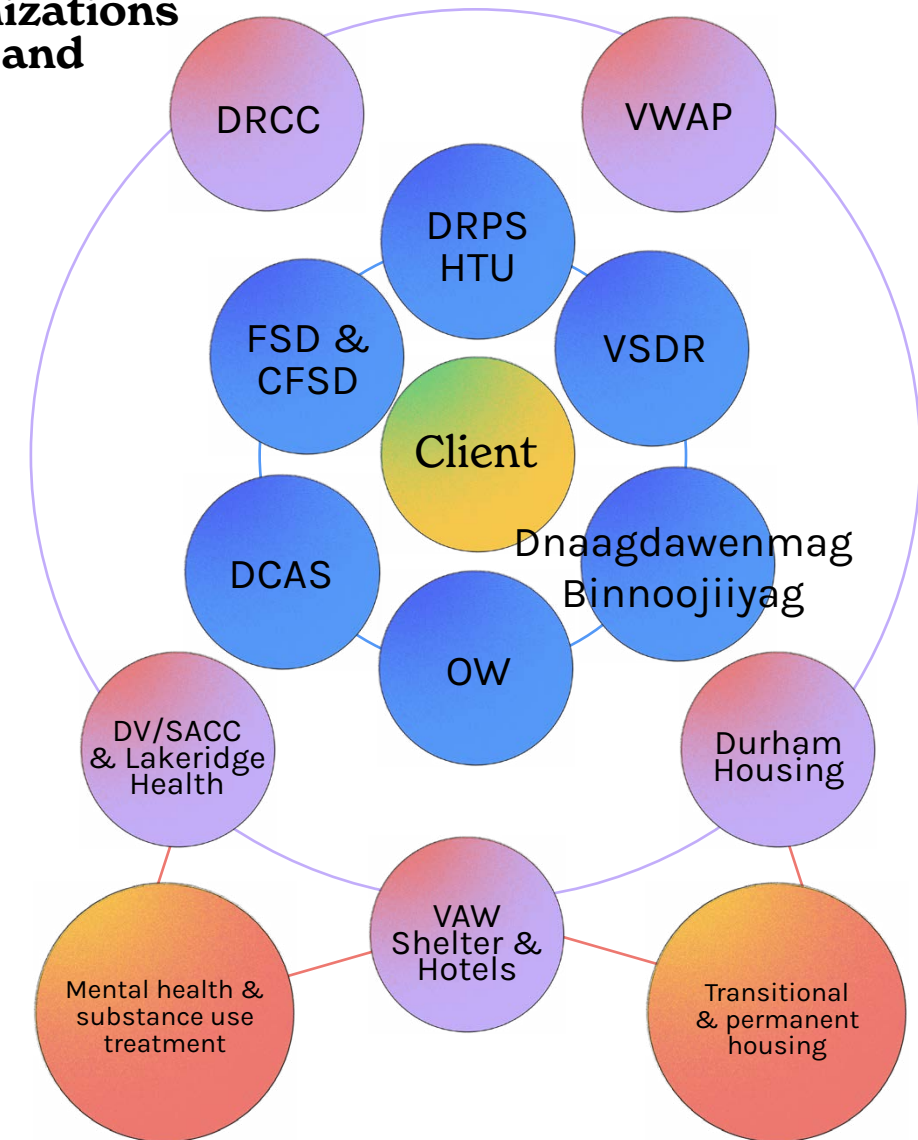 nizations
and
DRCC
VWAP
DRPS
HTU
FSD &
CFSD
VSDR
Client
Dnaagdawenmag
Binnoojiiyag
DCAS
OW
DV/SACC
& Lakeridge
Health
Durham
Housing
VAW
Shelter &
Hotels
Mental health &
substance use
treatment
Transitional
& permanent
housing